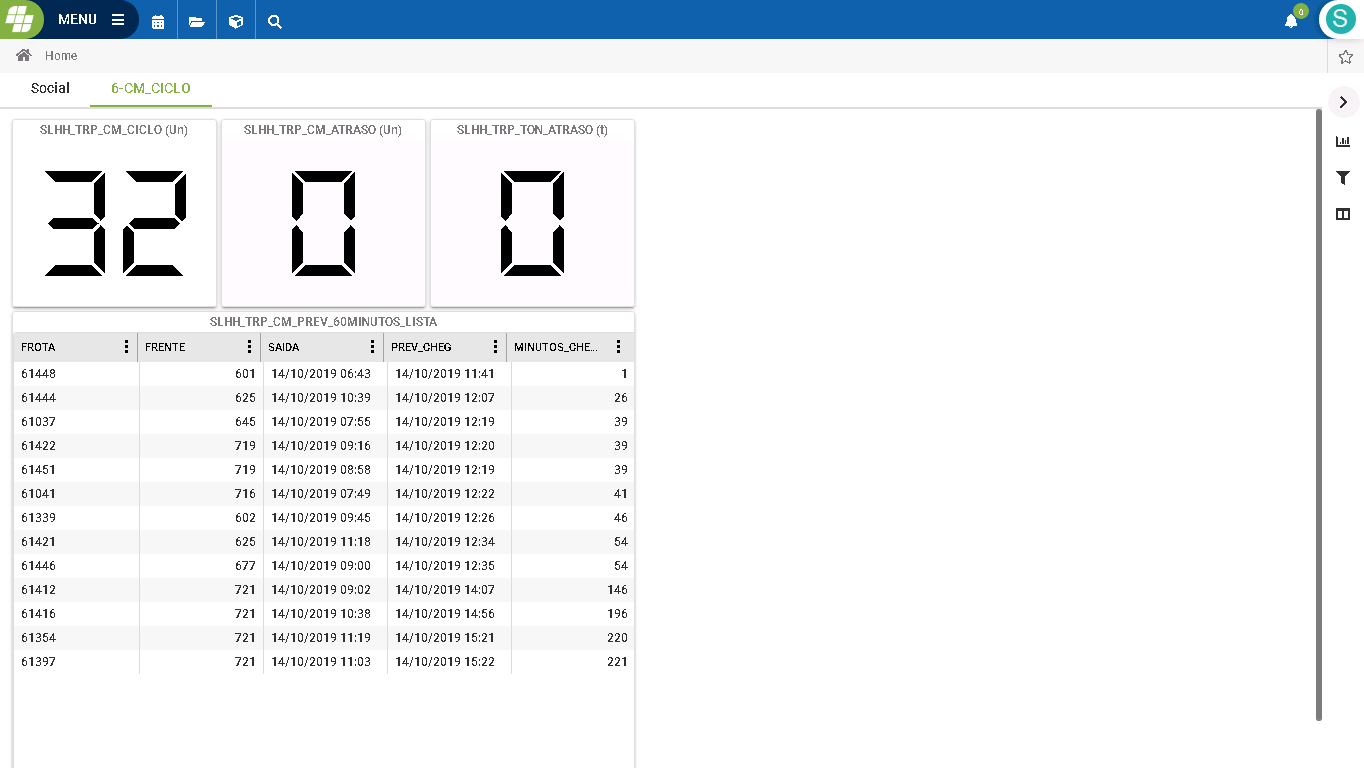 MENU
0
S
Home
Social 6-CM_CICLO
SLHH_TRP_CM_CICLO (Un) SLHH_TRP_CM_ATRASO (Un) SLHH_TRP_TON_ATRASO (t)
32 0 0
SLHH_TRP_CM_PREV_60MINUTOS_LISTA
FROTA FRENTE SAIDA PREV_CHEG MINUTOS_CHE...
61448 601 14/10/2019 06:43 14/10/2019 11:41 1
61444 625 14/10/2019 10:39 14/10/2019 12:07 26
61037 645 14/10/2019 07:55 14/10/2019 12:19 39
61422 719 14/10/2019 09:16 14/10/2019 12:20 39
61451 719 14/10/2019 08:58 14/10/2019 12:19 39
61041 716 14/10/2019 07:49 14/10/2019 12:22 41
61339 602 14/10/2019 09:45 14/10/2019 12:26 46
61421 625 14/10/2019 11:18 14/10/2019 12:34 54
61446 677 14/10/2019 09:00 14/10/2019 12:35 54
61412 721 14/10/2019 09:02 14/10/2019 14:07 146
61416 721 14/10/2019 10:38 14/10/2019 14:56 196
61354 721 14/10/2019 11:19 14/10/2019 15:21 220
61397 721 14/10/2019 11:03 14/10/2019 15:22 221